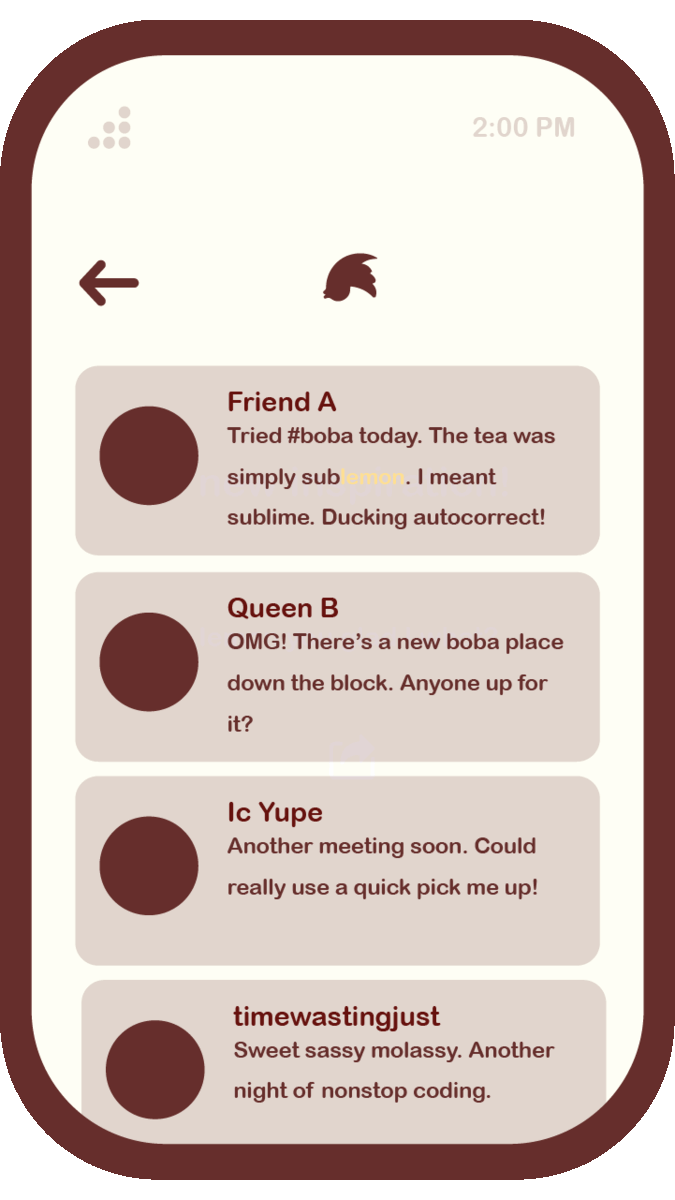 2:00 PM
Friend A
Tried #boba today. The tea was
simply sublemon. I meant
sublime. Ducking autocorrect!
Queen B
OMG! There’s a new boba place
down the block. Anyone up for
it?
Ic Yupe
Another meeting soon. Could
really use a quick pick me up!
timewastingjust
Sweet sassy molassy. Another
night of nonstop coding.